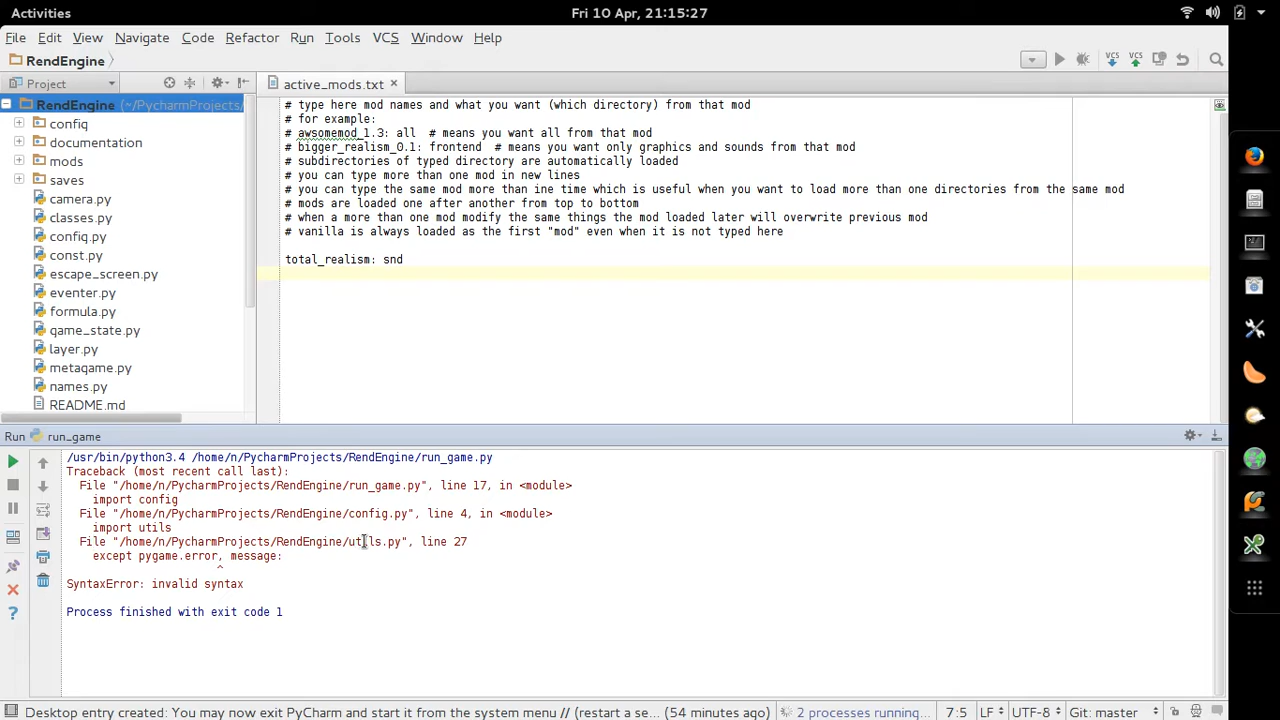 Activities
Fri 10 Apr, 21:15:27
File Edit View Navigate Code Refactor Run Tools VCS Window Help
RendEngine
VCS VCS
Project
active_mods.txt
RendEngine (~/PycharmProjects/
config
documentation
mods
saves
camera.py
classes.py
config.py
const.py
escape_screen.py
eventer.py
formula.py
game_state.py
layer.py
metagame.py
names.py
README.md
# type here mod names and what you want (which directory) from that mod
# for example:
# awsomemod_1.3: all  # means you want all from that mod
# bigger_realism_0.1: frontend  # means you want only graphics and sounds from that mod
# subdirectories of typed directory are automatically loaded
# you can type more than one mod in new lines
# you can type the same mod more than ine time which is useful when you want to load more than one directories from the same mod
# mods are loaded one after another from top to bottom
# when a more than one mod modify the same things the mod loaded later will overwrite previous mod
# vanilla is always loaded as the first "mod" even when it is not typed here
total_realism: snd
Run run_game
/usr/bin/python3.4 /home/n/PycharmProjects/RendEngine/run_game.py
Traceback (most recent call last):
File "/home/n/PycharmProjects/RendEngine/run_game.py", line 17, in <module>
import config
File "/home/n/PycharmProjects/RendEngine/config.py", line 4, in <module>
import utils
File "/home/n/PycharmProjects/RendEngine/utils.py", line 27
except pygame.error, message:
^
SyntaxError: invalid syntax
Process finished with exit code 1
Desktop entry created: You may now exit PyCharm and start it from the system menu // (restart a se... (54 minutes ago) 2 processes running... 7:5 LF UTF-8 Git: master